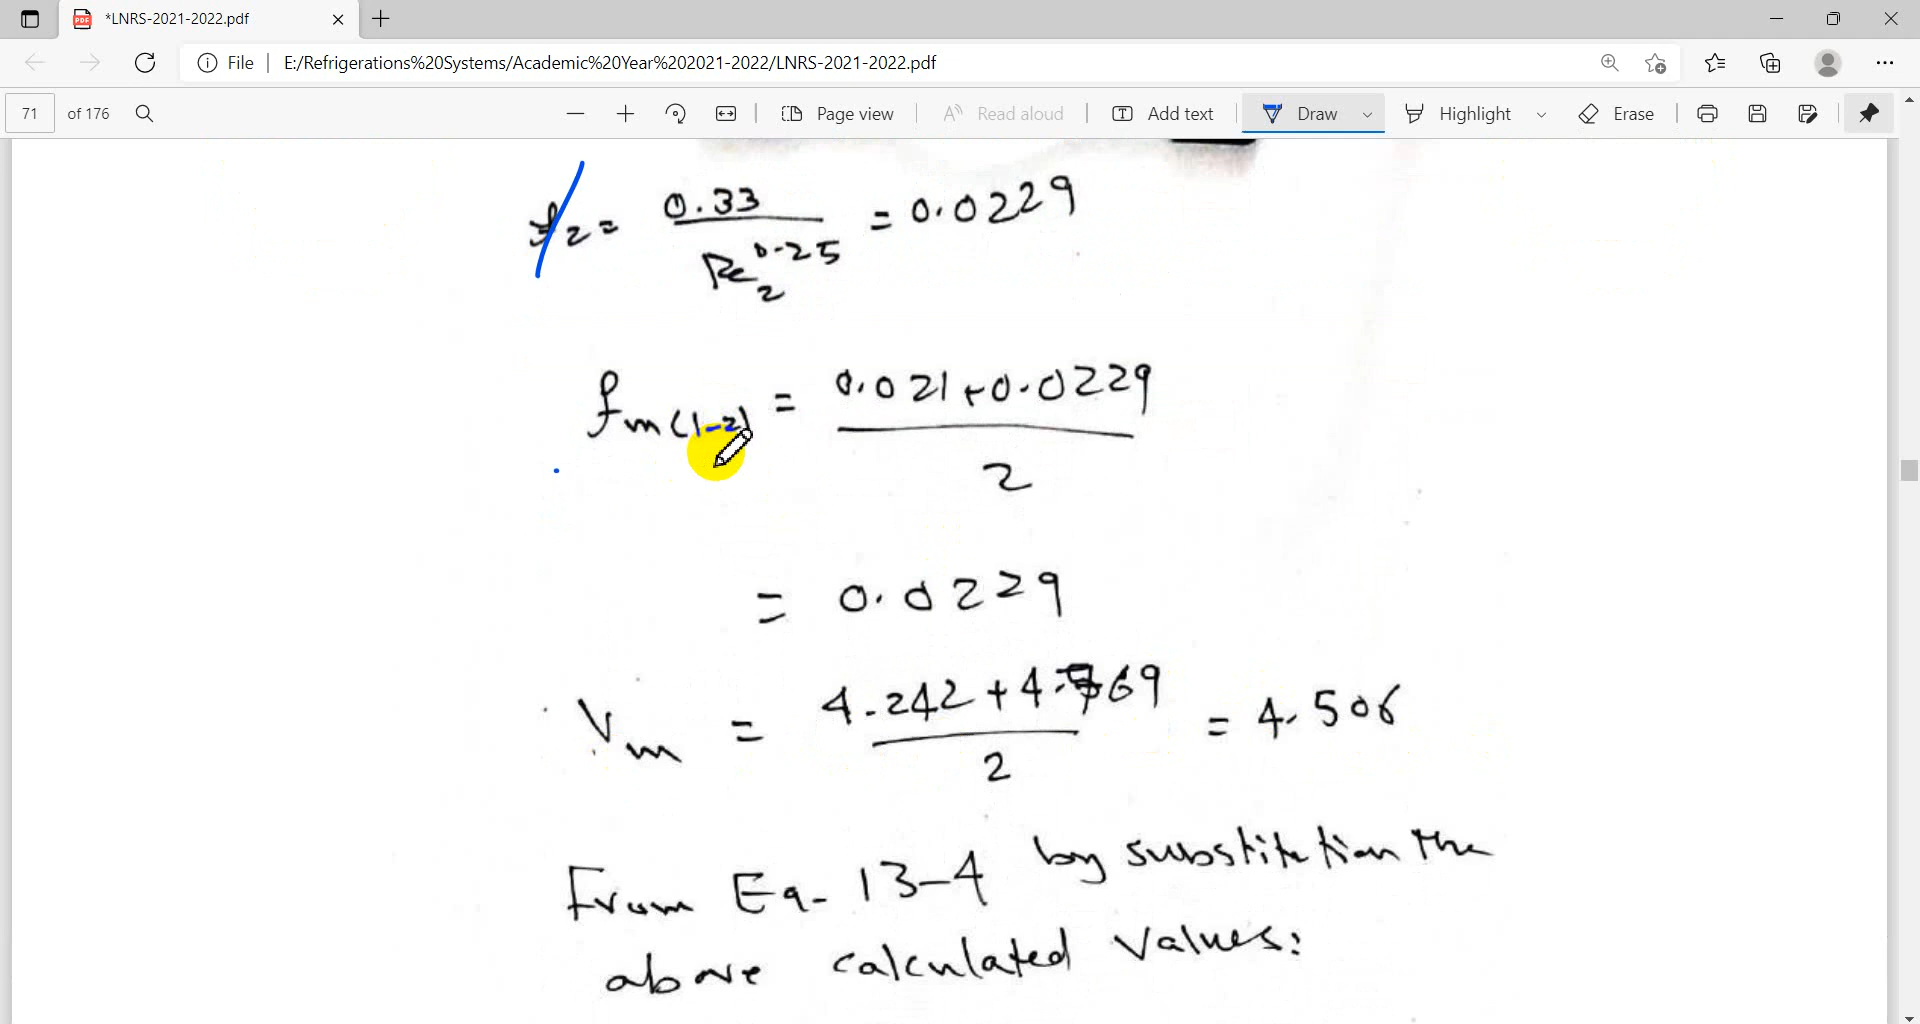 *LNRS-2021-2022.pdf
File | E:/Refrigerations%20Systems/Academic%20Year%202021-2022/LNRS-2021-2022.pdf
71 of 176 Page view Read aloud Add text Draw Highlight Erase
f₂ = 0.33 / Re₂^0.25 = 0.0229
fm(1-2) = 0.021+0.0229 / 2
= 0.0229
Vm = 4.242+4.769 / 2 = 4.506
From Eq. 13-4 by substitution the
above calculated values: